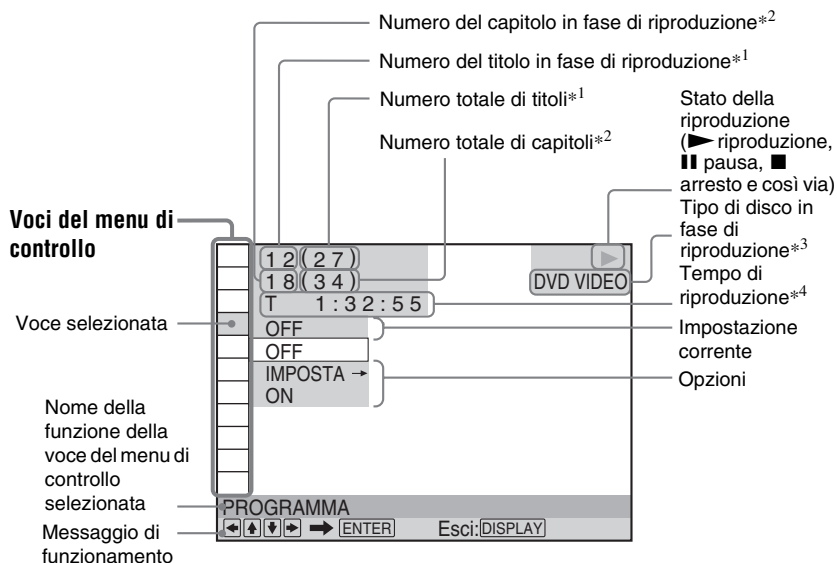 Numero del capitolo in fase di riproduzione*2
Numero del titolo in fase di riproduzione*1
Numero totale di titoli*1
Numero totale di capitoli*2
Stato della
riproduzione
(► riproduzione,
❚❚ pausa, ■
arresto e così via)
Tipo di disco in
fase di
riproduzione*3
Tempo di
riproduzione*4
Impostazione
corrente
Opzioni
Voci del menu di
controllo
Voce selezionata
Nome della
funzione della
voce del menu di
controllo
selezionata
Messaggio di
funzionamento
12(27)
18(34)
T 1:32:55
►
DVD VIDEO
OFF
OFF
IMPOSTA →
ON
PROGRAMMA
←↑↓→ ➡ ENTER Esci:DISPLAY